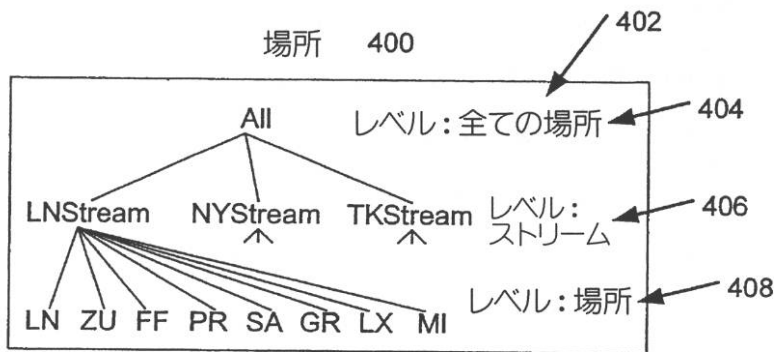 場所 400
402
All レベル:全ての場所 404
LNStream NYStream TKStream レベル:
ストリーム 406
レベル:場所 408
LN ZU FF PR SA GR LX MI